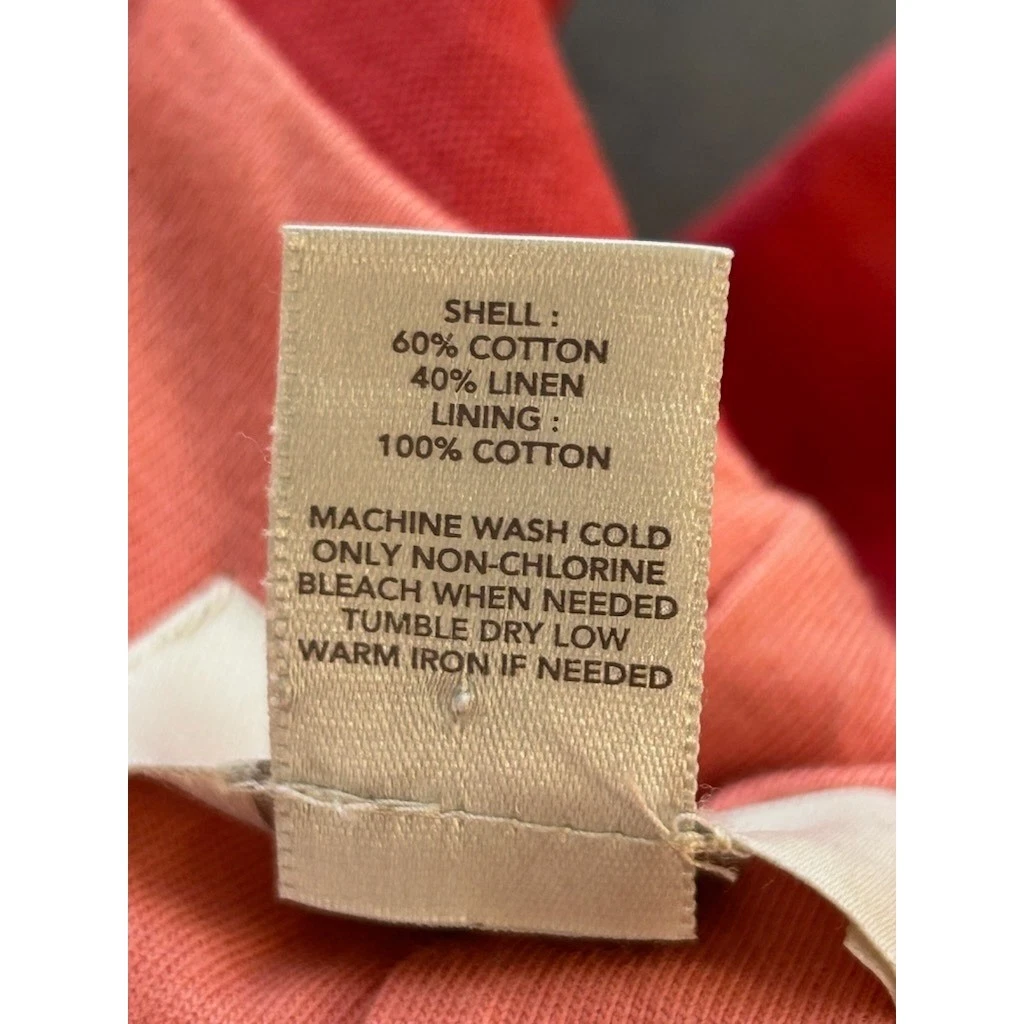 SHELL :
60% COTTON
40% LINEN
LINING :
100% COTTON
MACHINE WASH COLD
ONLY NON-CHLORINE
BLEACH WHEN NEEDED
TUMBLE DRY LOW
WARM IRON IF NEEDED